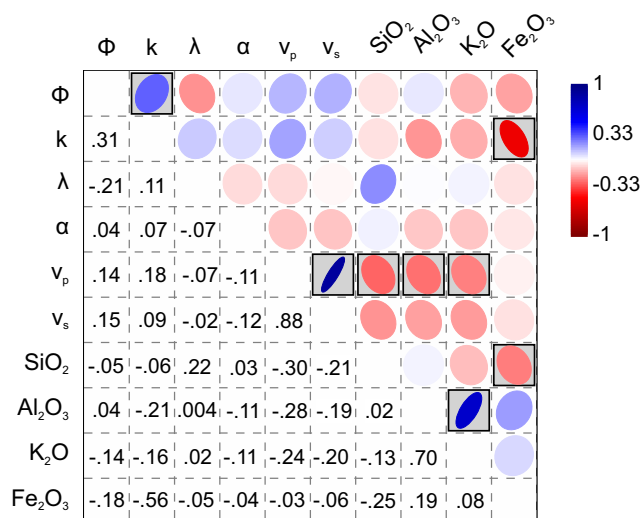 Φ k λ α vₚ vₛ SiO₂ Al₂O₃ K₂O Fe₂O₃
Φ
k .31
λ -.21 .11
α .04 .07 -.07
vₚ .14 .18 -.07 -.11
vₛ .15 .09 -.02 -.12 .88
SiO₂ -.05 -.06 .22 .03 -.30 -.21
Al₂O₃ .04 -.21 .004 -.11 -.28 -.19 .02
K₂O -.14 -.16 .02 -.11 -.24 -.20 -.13 .70
Fe₂O₃ -.18 -.56 -.05 -.04 -.03 -.06 -.25 .19 .08
1
0.33
-0.33
-1